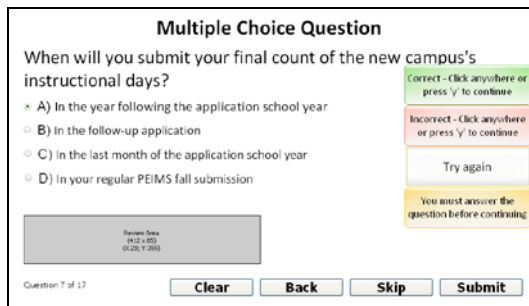 Multiple Choice Question
When will you submit your final count of the new campus's
instructional days?
A) In the year following the application school year
B) In the follow-up application
C) In the last month of the application school year
D) In your regular PEIMS fall submission
Correct - Click anywhere or
press 'y' to continue
Incorrect - Click anywhere
or press 'y' to continue
Try again
You must answer the
question before continuing
Review Area
Question 7 of 17
Clear
Back
Skip
Submit